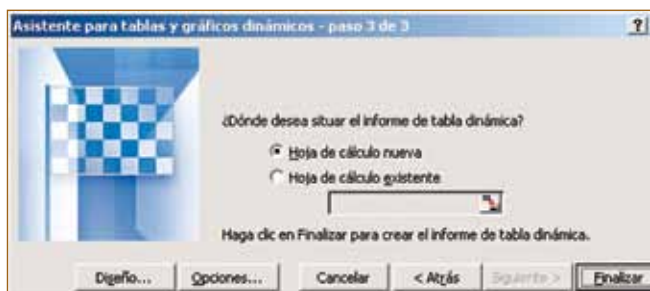 Asistente para tablas y gráficos dinámicos - paso 3 de 3 ?
¿Dónde desea situar el informe de tabla dinámica?
Hoja de cálculo nueva
Hoja de cálculo existente
Haga clic en Finalizar para crear el informe de tabla dinámica.
Diseño... Opciones... Cancelar < Atrás Siguiente > Finalizar